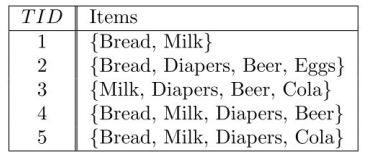 TID Items
1 {Bread, Milk}
2 {Bread, Diapers, Beer, Eggs}
3 {Milk, Diapers, Beer, Cola}
4 {Bread, Milk, Diapers, Beer}
5 {Bread, Milk, Diapers, Cola}